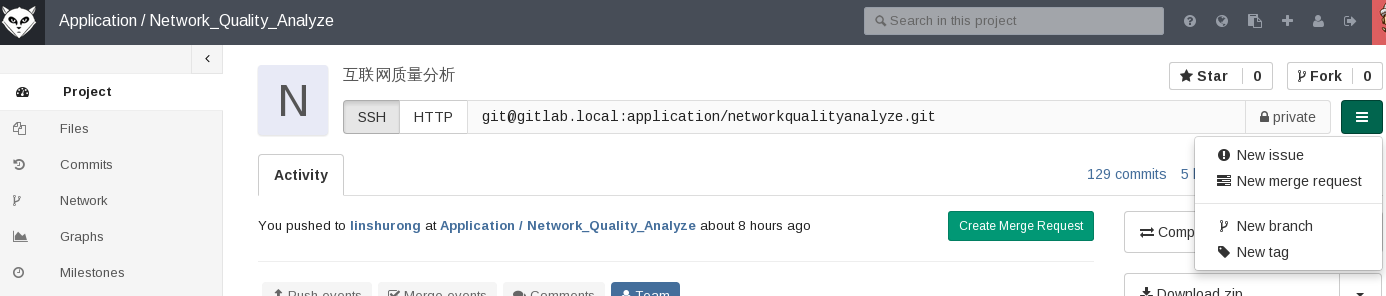 Application / Network_Quality_Analyze
Search in this project
Project
Files
Commits
Network
Graphs
Milestones
N
互联网质量分析
Star 0
Fork 0
SSH HTTP git@gitlab.local:application/networkqualityanalyze.git private
Activity
129 commits 5
New issue
New merge request
New branch
New tag
You pushed to linshurong at Application / Network_Quality_Analyze about 8 hours ago
Create Merge Request
Push events Merge events Comments Team
Download zip